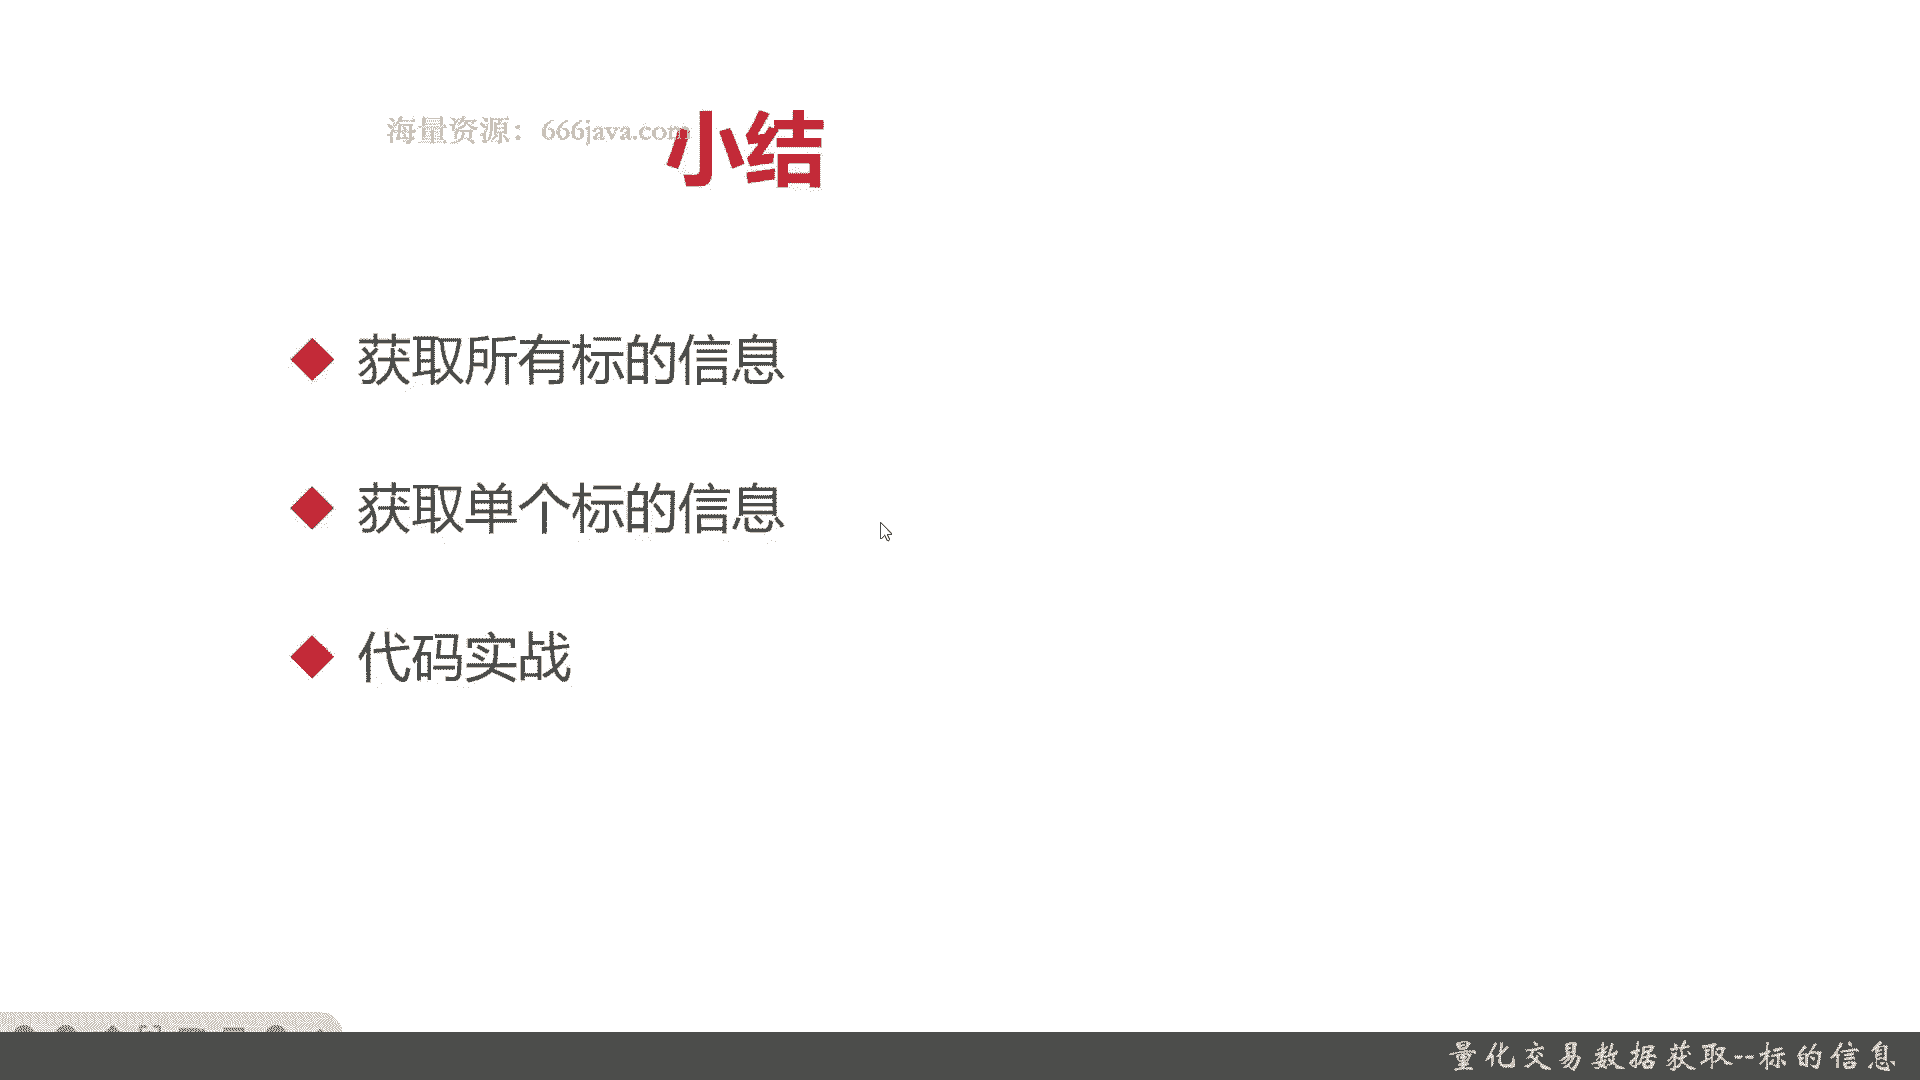 海量资源：666java.com
小结
获取所有标的信息
获取单个标的信息
代码实战
量化交易数据获取--标的信息